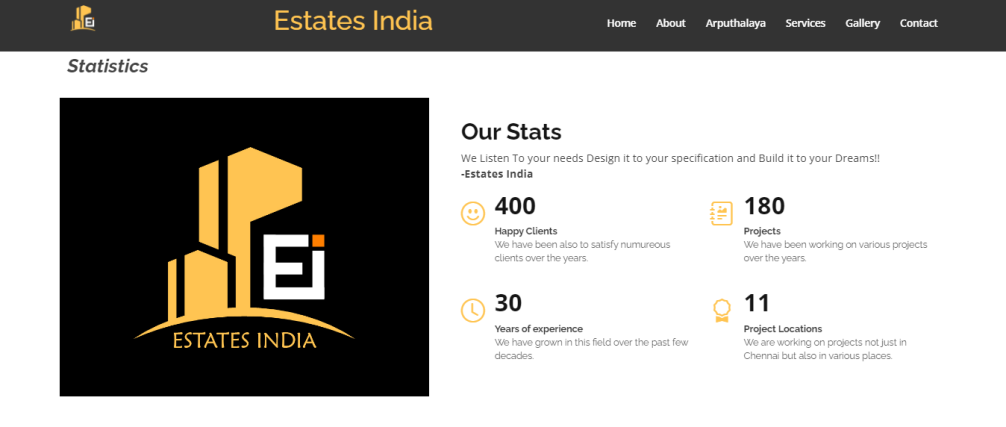 Ei
Estates India
Home About Arputhalaya Services Gallery Contact
Statistics
Ei
ESTATES INDIA
Our Stats
We Listen To your needs Design it to your specification and Build it to your Dreams!!
-Estates India
400
Happy Clients
We have been also to satisfy numureous
clients over the years.
180
Projects
We have been working on various projects
over the years.
30
Years of experience
We have grown in this field over the past few
decades.
11
Project Locations
We are working on projects not just in
Chennai but also in various places.